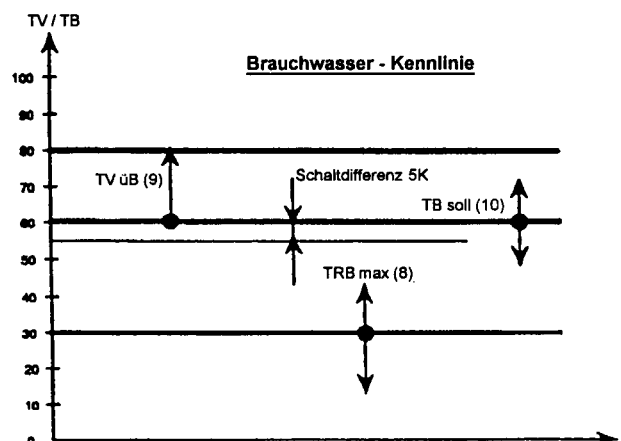 TV / TB
Brauchwasser - Kennlinie
100
90
80
TV üB (9)
Schaltdifferenz 5K
70
TB soll (10)
60
50
TRB max (8)
40
30
20
10
0